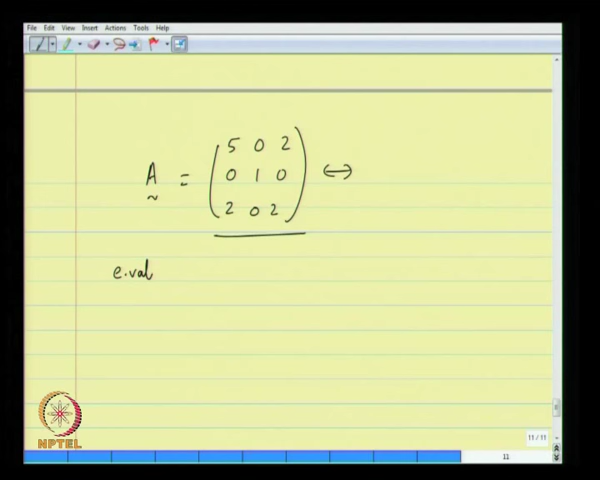 File Edit View Insert Actions Tools Help
5 0 2
A = 0 1 0 ↔
~ 2 0 2
e.val
NPTEL
11 / 11
11